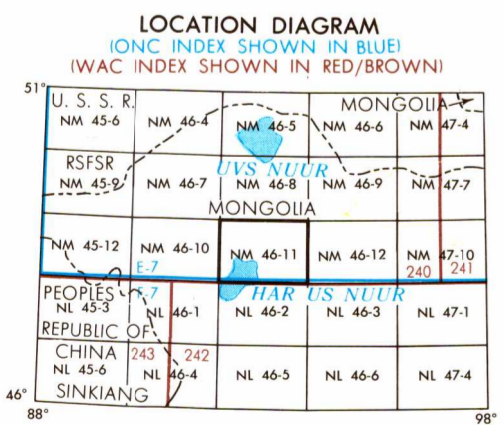 LOCATION DIAGRAM
(ONC INDEX SHOWN IN BLUE)
(WAC INDEX SHOWN IN RED/BROWN)
51°
U. S. S. R.
MONGOLIA
NM 45-6 NM 46-4 NM 46-5 NM 46-6 NM 47-4
RSFSR
UVS NUUR
NM 45-9 NM 46-7 NM 46-8 NM 46-9 NM 47-7
MONGOLIA
NM 45-12 NM 46-10 NM 46-11 NM 46-12 NM 47-10
E-7 240 241
PEOPLES F-7 HAR US NUUR
NL 45-3 NL 46-1 NL 46-2 NL 46-3 NL 47-1
REPUBLIC OF
CHINA 243 242
NL 45-6 NL 46-4 NL 46-5 NL 46-6 NL 47-4
SINKIANG
46°
88° 98°